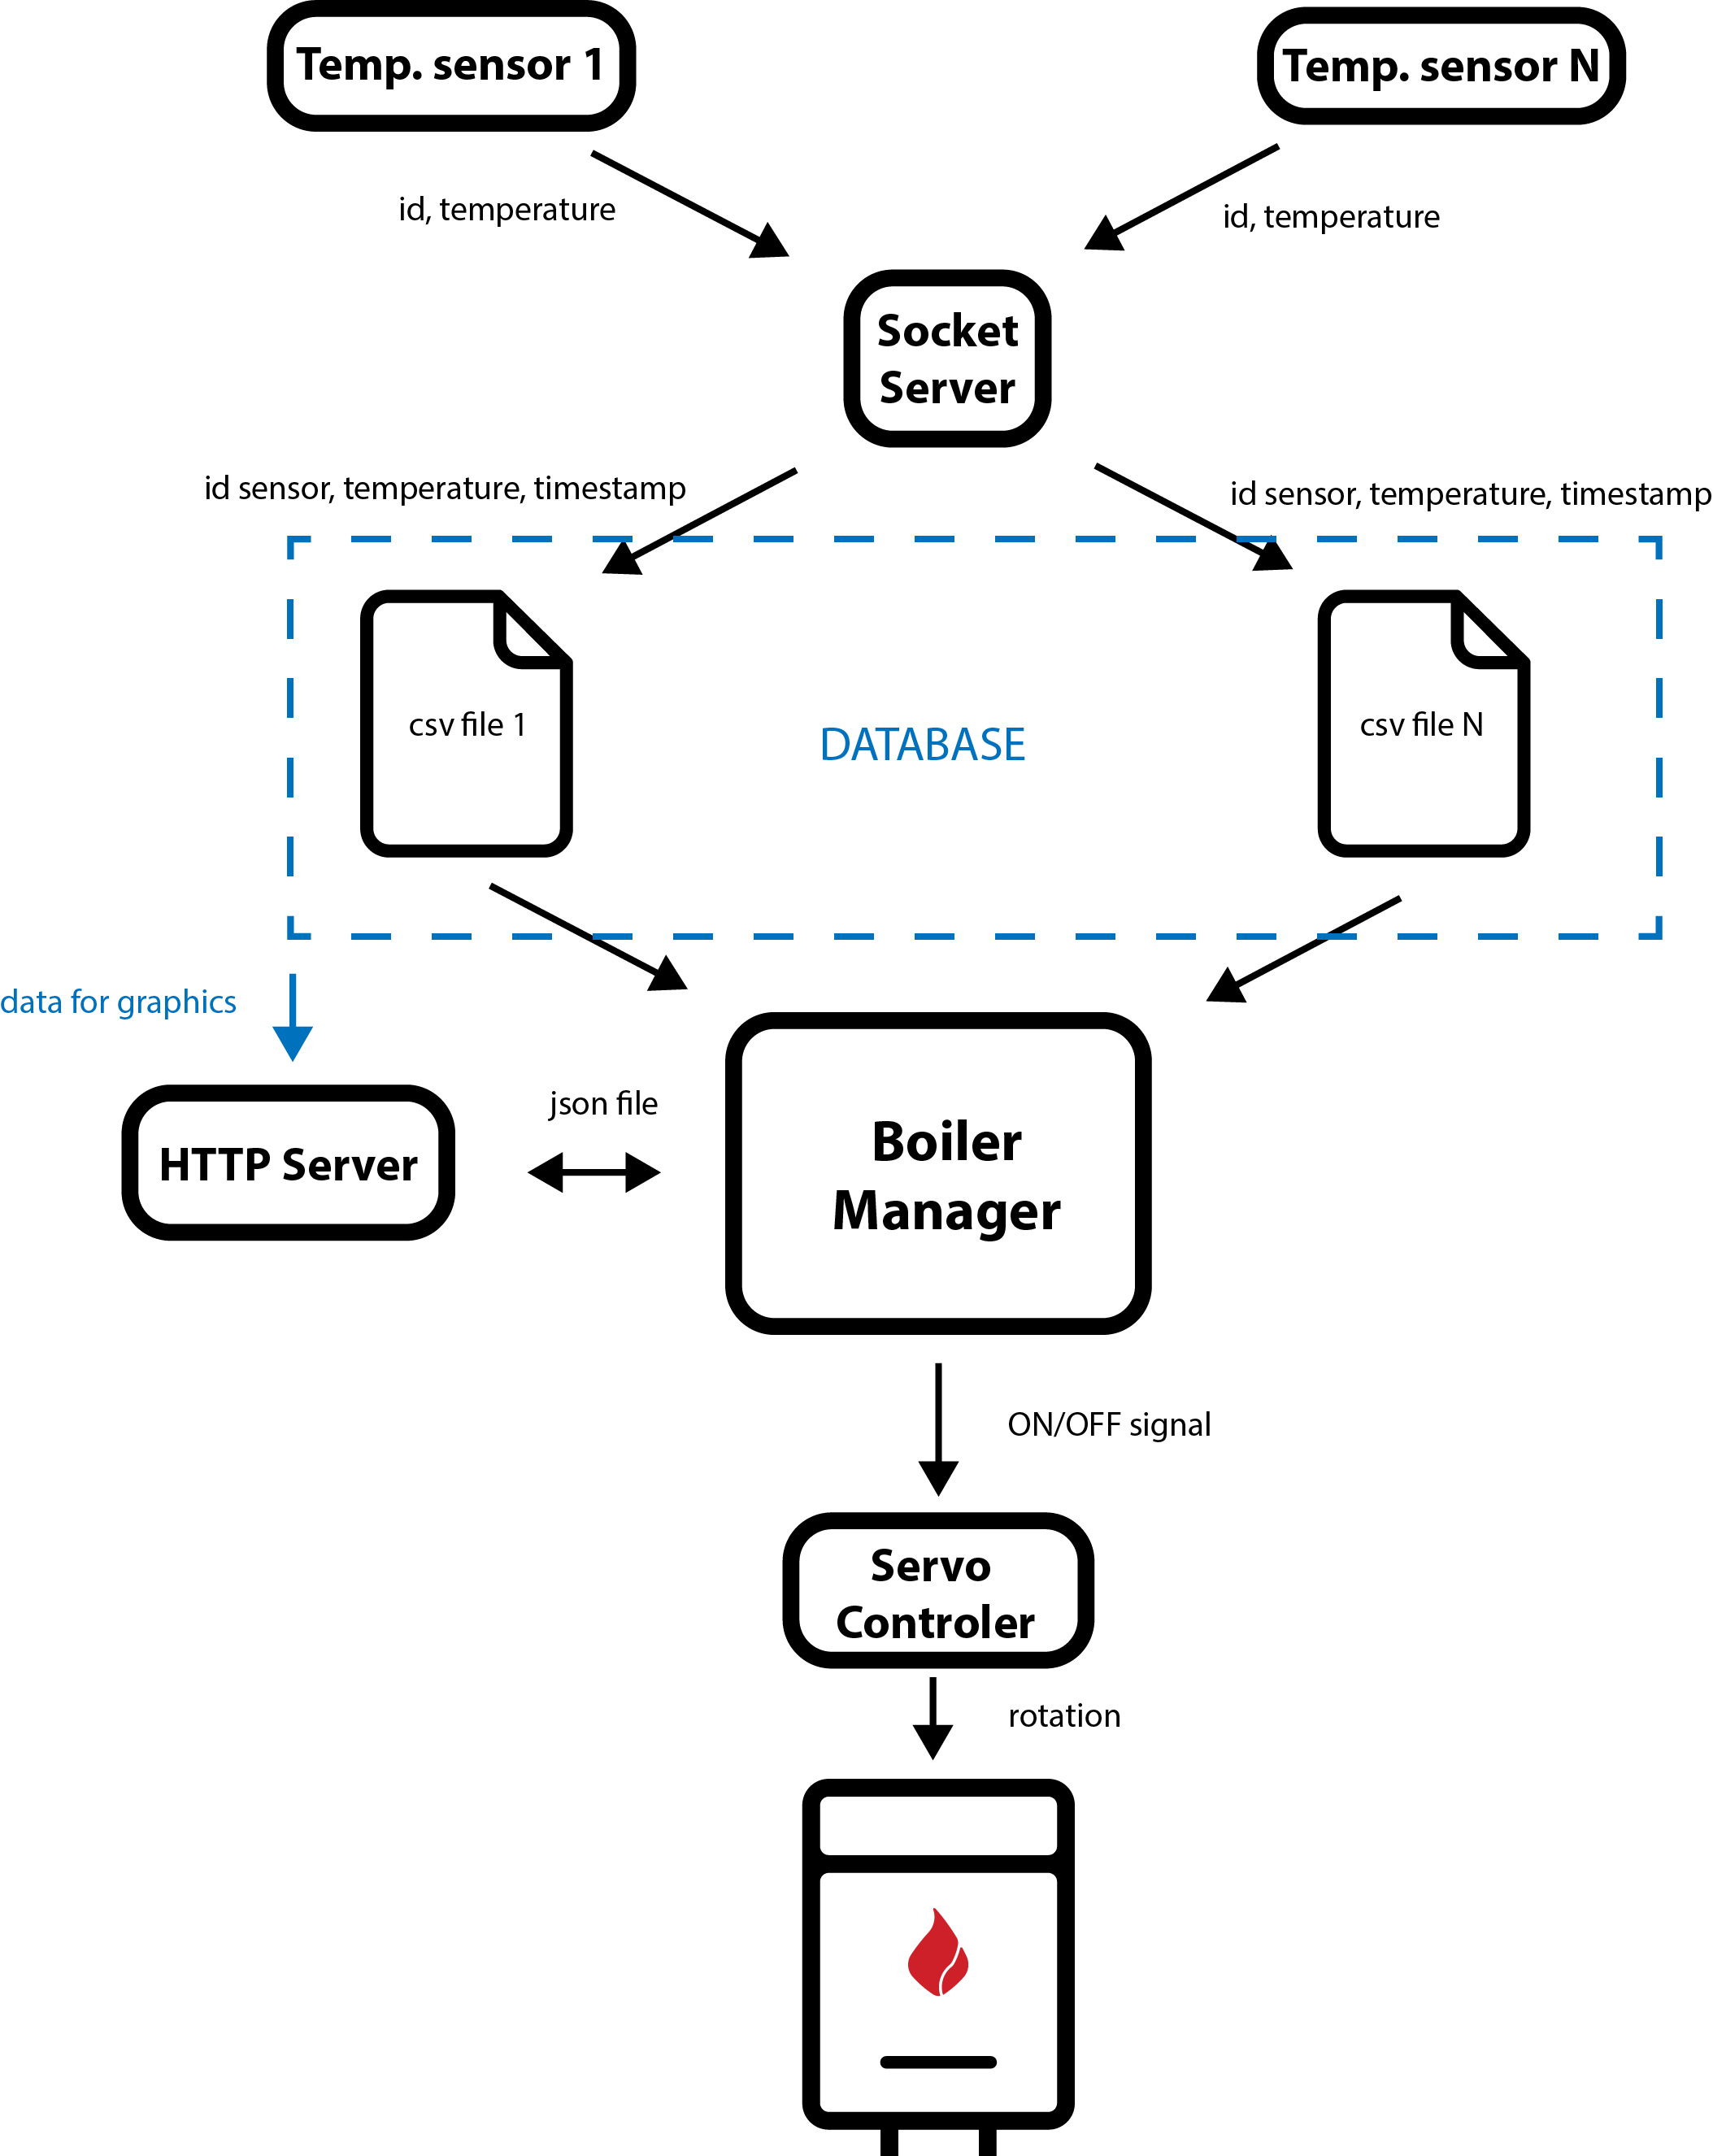 Temp. sensor 1
Temp. sensor N
id, temperature
id, temperature
Socket
Server
id sensor, temperature, timestamp
id sensor, temperature, timestamp
csv file 1
DATABASE
csv file N
data for graphics
json file
HTTP Server
Boiler
Manager
ON/OFF signal
Servo
Controler
rotation